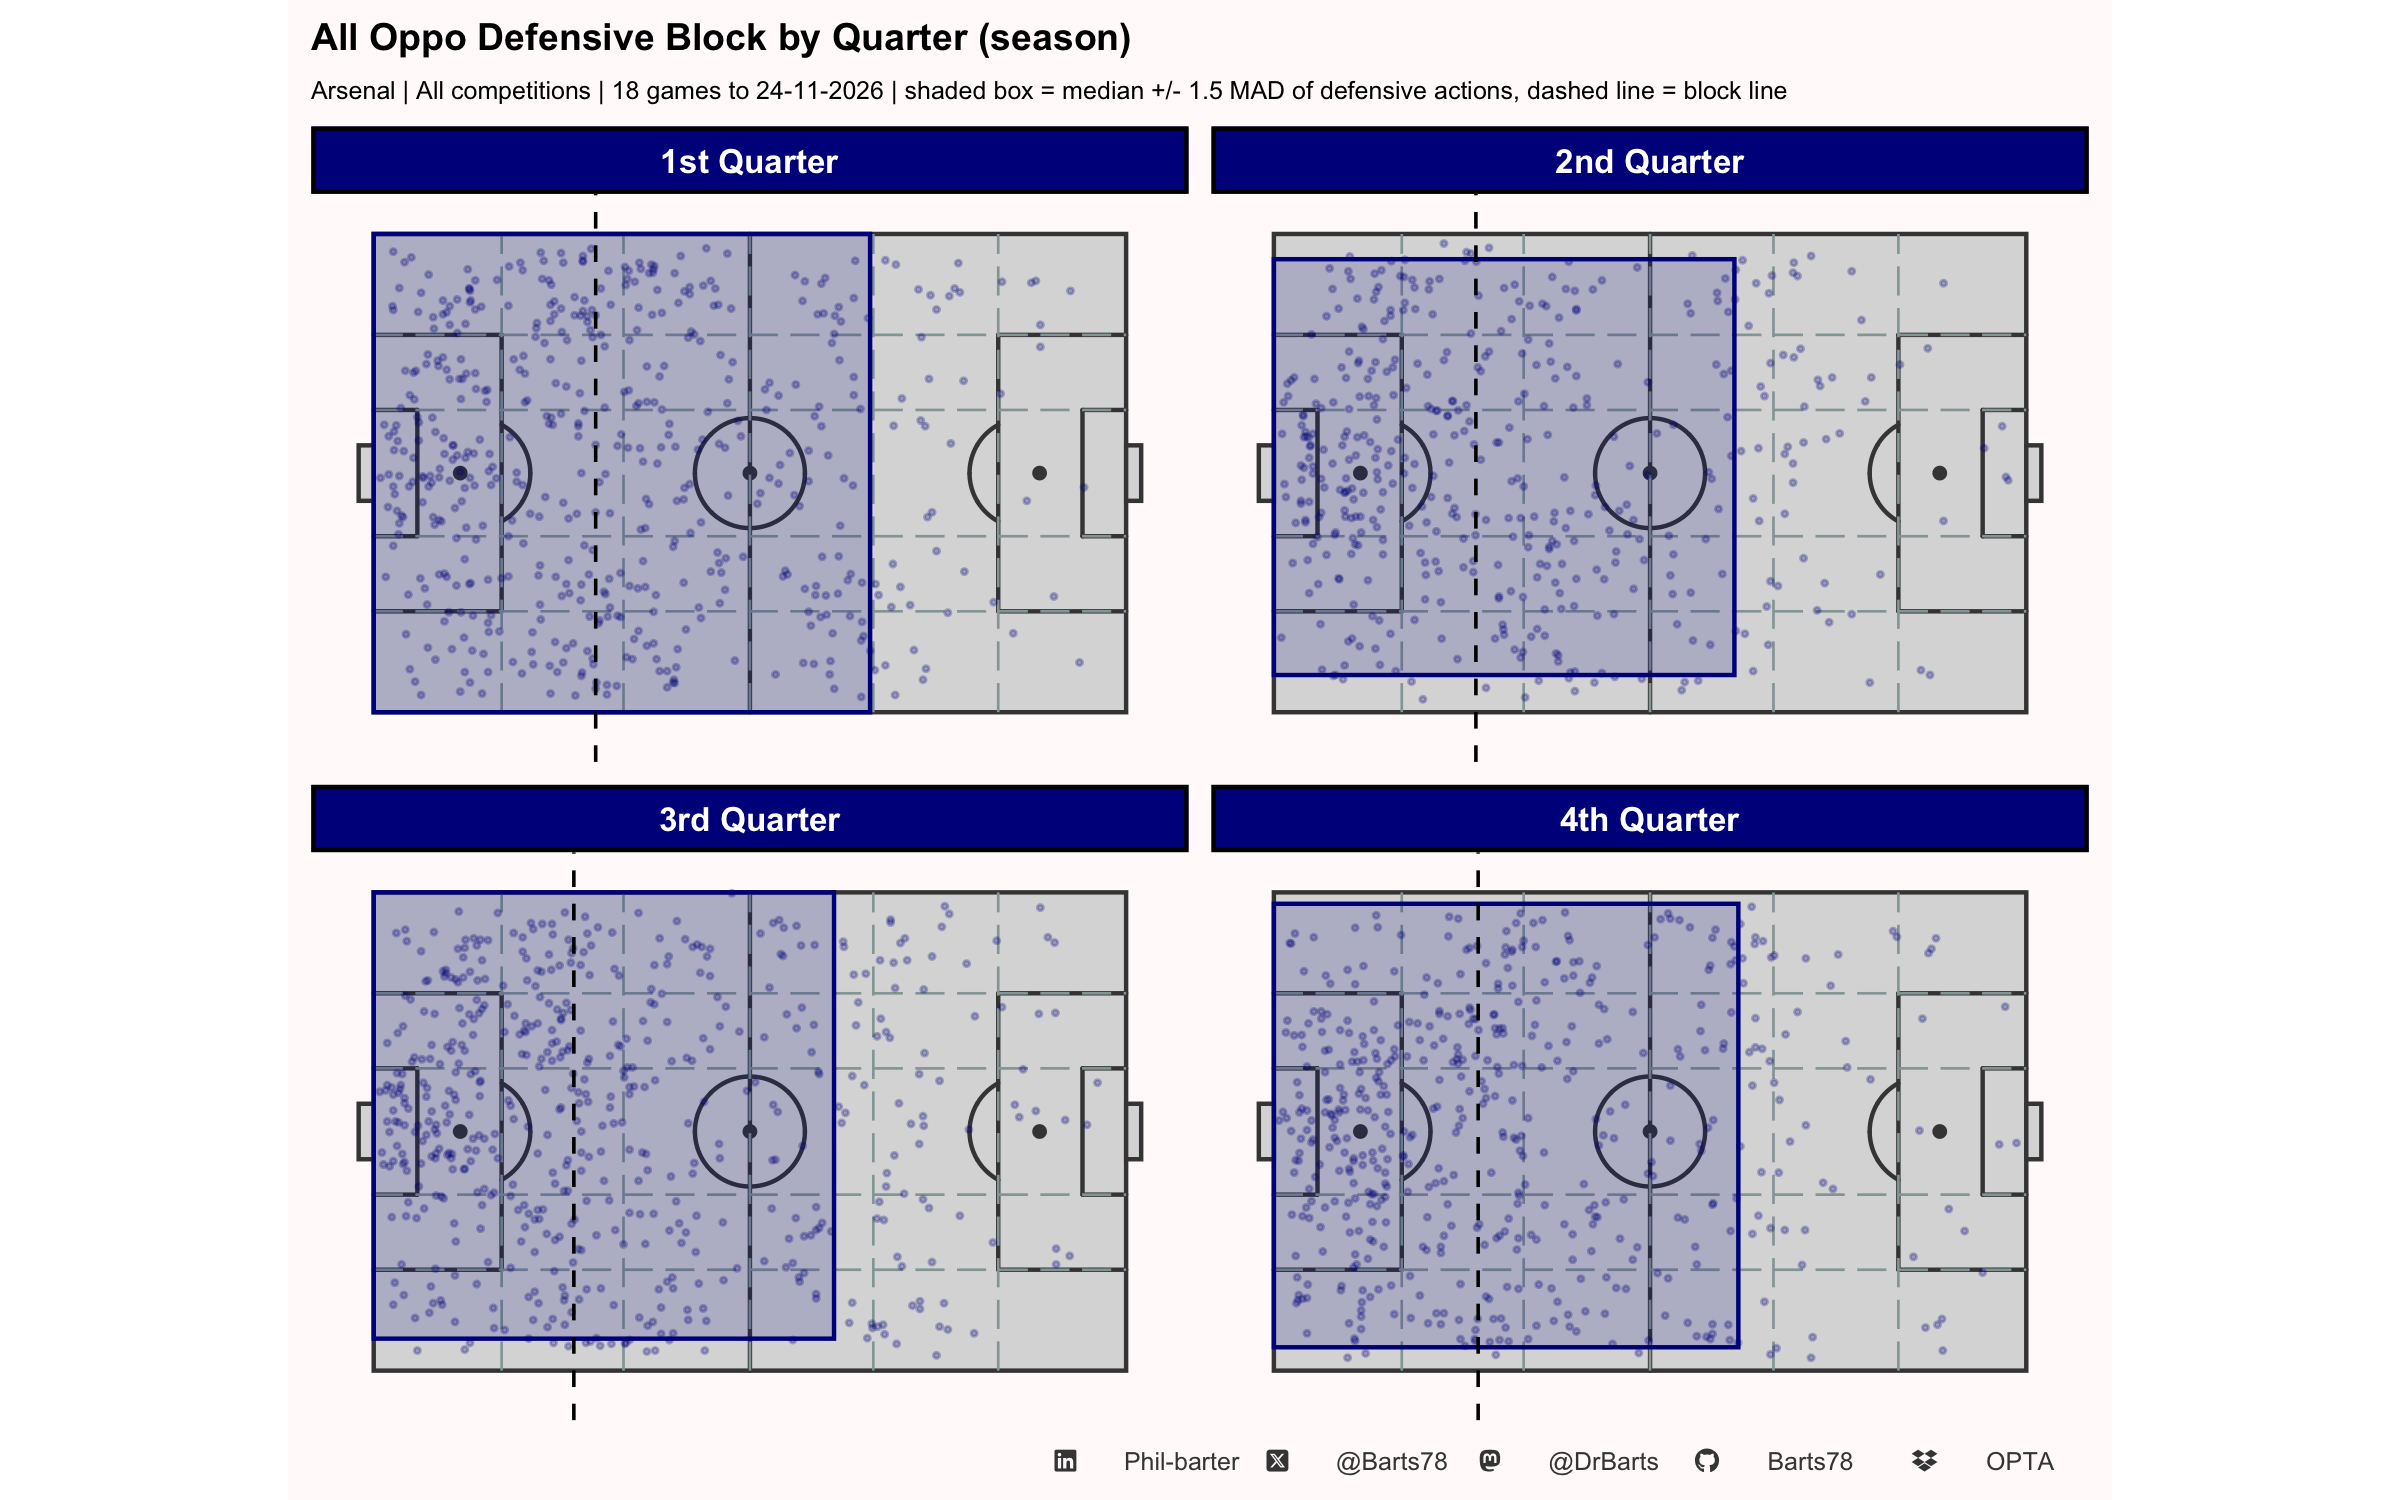 All Oppo Defensive Block by Quarter (season)
Arsenal | All competitions | 18 games to 24-11-2026 | shaded box = median +/- 1.5 MAD of defensive actions, dashed line = block line
1st Quarter
2nd Quarter
3rd Quarter
4th Quarter
Phil-barter @Barts78 @DrBarts Barts78 OPTA